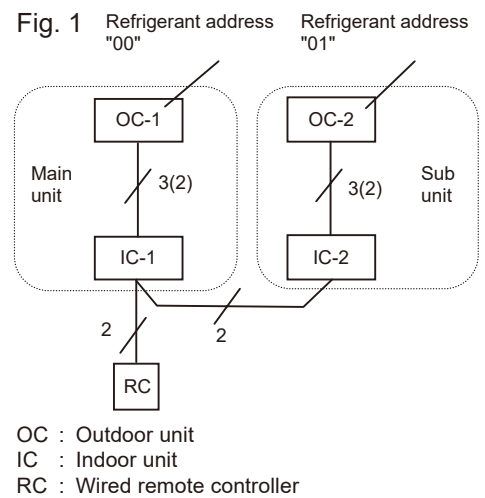 Fig. 1
Refrigerant address
"00"
Refrigerant address
"01"
OC-1
OC-2
Main
unit
3(2)
3(2)
Sub
unit
IC-1
IC-2
2
2
RC
OC : Outdoor unit
IC : Indoor unit
RC : Wired remote controller